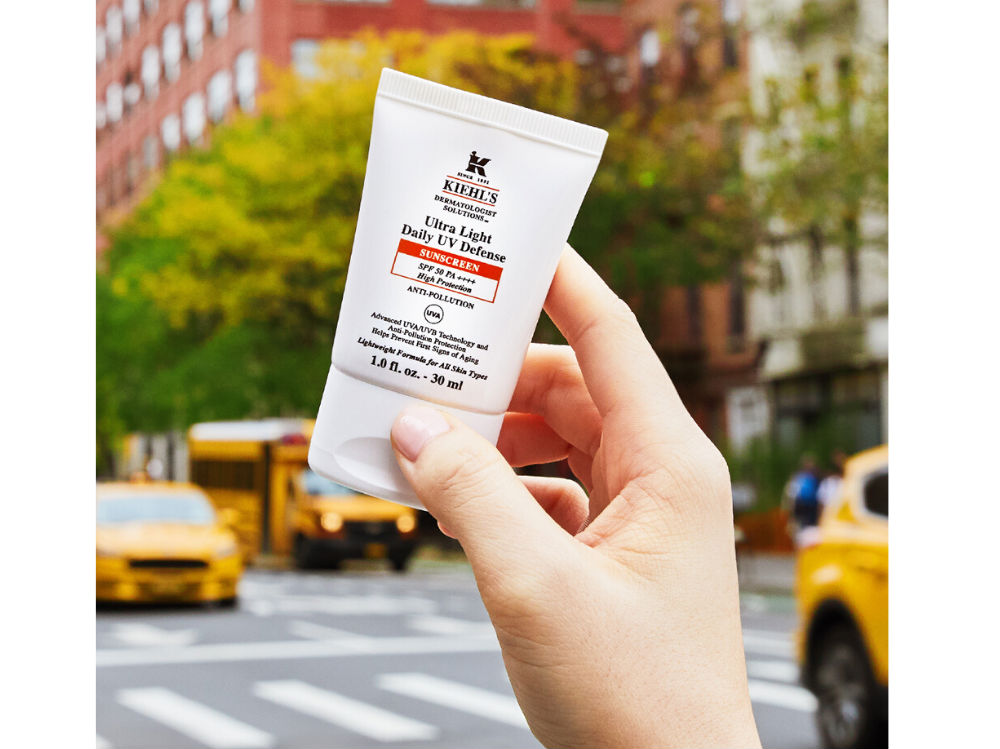 K
SINCE 1851
KIEHL'S
DERMATOLOGIST
SOLUTIONS™
Ultra Light
Daily UV Defense
SUNSCREEN
SPF 50 PA ++++
High Protection
ANTI-POLLUTION
UVA
Advanced UVA/UVB Technology and
Anti-Pollution Protection
Helps Prevent First Signs of Aging
Lightweight Formula for All Skin Types
1.0 fl. oz. - 30 ml